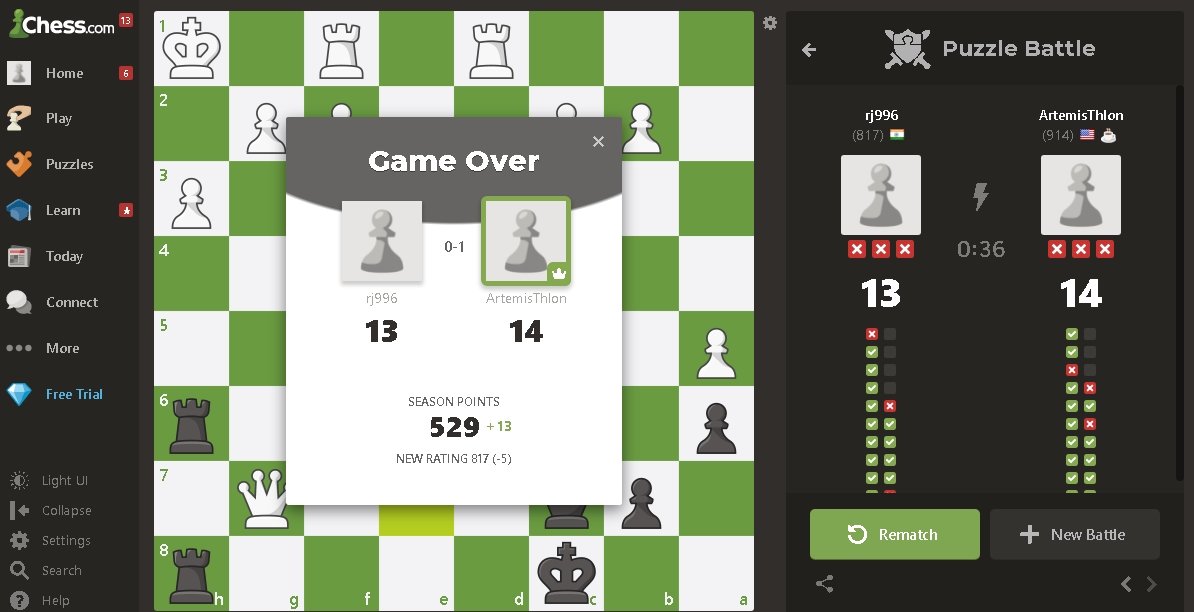 Chess.com 13
Home 6
Play
Puzzles
Learn
Today
Connect
More
Free Trial
Light UI
Collapse
Settings
Search
Help
1
2
3
4
5
6
7
8
h g f e d c b a
Game Over
0-1
rj996 ArtemisThlon
13 14
SEASON POINTS
529 +13
NEW RATING 817 (-5)
Puzzle Battle
rj996 ArtemisThlon
(817) (914)
0:36
13 14
Rematch
New Battle